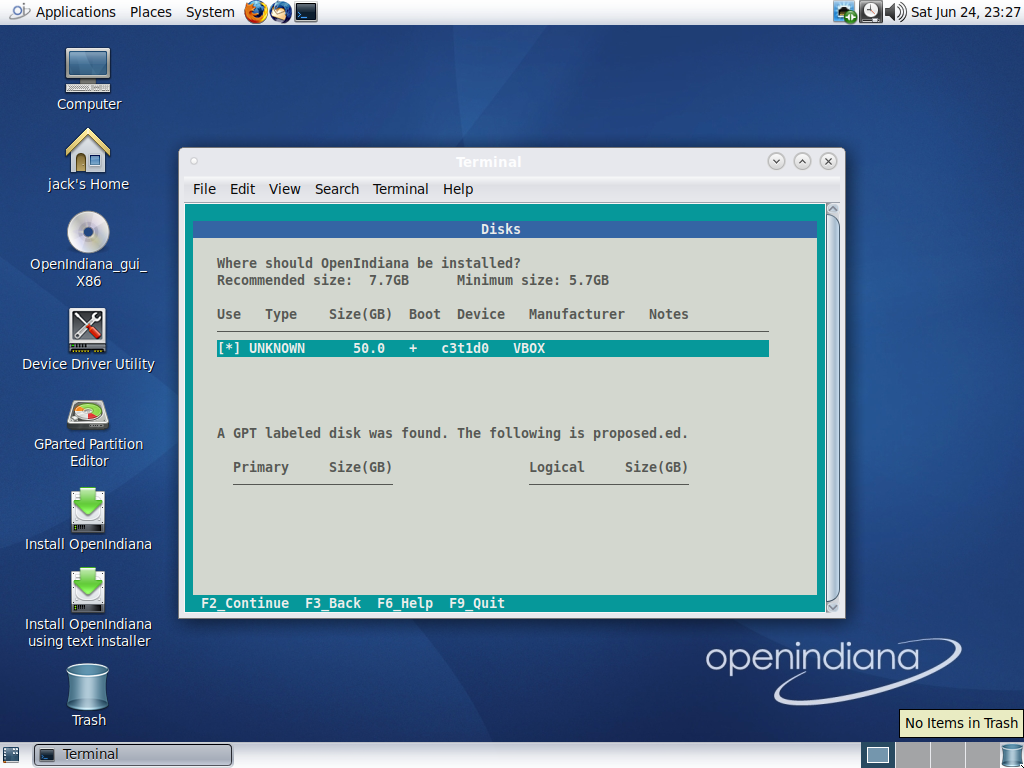 Applications Places System Sat Jun 24, 23:27
Computer
jack's Home
OpenIndiana_gui_
X86
Device Driver Utility
GParted Partition
Editor
Install OpenIndiana
Install OpenIndiana
using text installer
Trash
Terminal
File Edit View Search Terminal Help
Disks
Where should OpenIndiana be installed?
Recommended size: 7.7GB Minimum size: 5.7GB
Use Type Size(GB) Boot Device Manufacturer Notes
[*] UNKNOWN 50.0 + c3t1d0 VBOX
A GPT labeled disk was found. The following is proposed.ed.
Primary Size(GB) Logical Size(GB)
F2_Continue F3_Back F6_Help F9_Quit
openindiana
No Items in Trash
Terminal